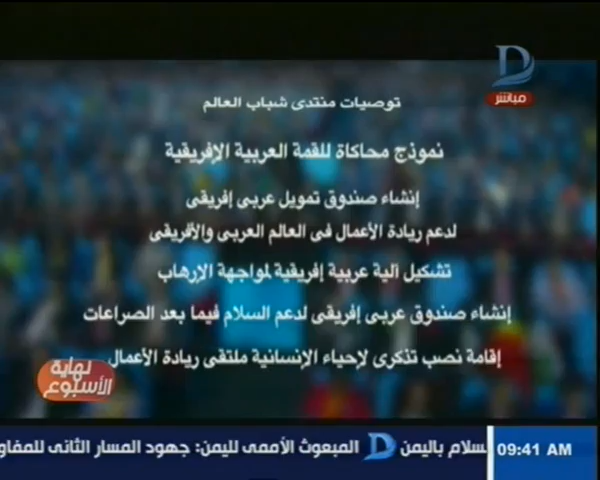 مباشر
توصيات منتدى شباب العالم
نموذج محاكاة للقمة العربية الإفريقية
إنشاء صندوق تمويل عربى إفريقى
لدعم ريادة الأعمال فى العالم العربى والأفريقى
تشكيل آلية عربية إفريقية لمواجهة الإرهاب
إنشاء صندوق عربى إفريقى لدعم السلام فيما بعد الصراعات
إقامة نصب تذكرى لإحياء الإنسانية ملتقى ريادة الأعمال
نهاية
الأسبوع
سلام باليمن المبعوث الأممى لليمن: جهود المسار الثانى للمفاو
09:41 AM